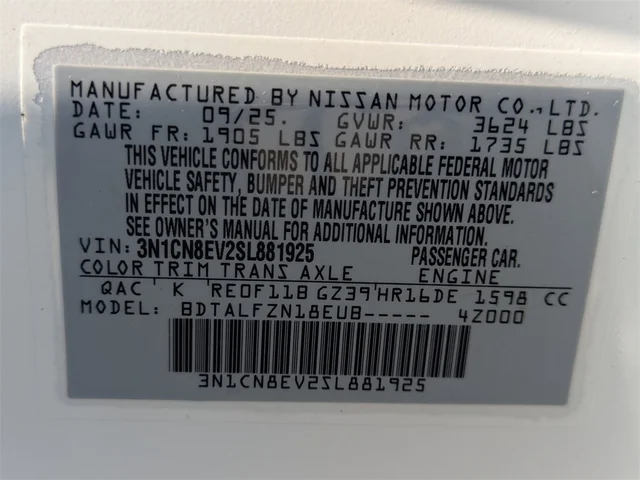 MANUFACTURED BY NISSAN MOTOR CO., LTD.
DATE: 09/25. GVWR: 3624 LBS
GAWR FR: 1905 LBS GAWR RR: 1735 LBS
THIS VEHICLE CONFORMS TO ALL APPLICABLE FEDERAL MOTOR
VEHICLE SAFETY, BUMPER AND THEFT PREVENTION STANDARDS
IN EFFECT ON THE DATE OF MANUFACTURE SHOWN ABOVE.
SEE OWNER'S MANUAL FOR ADDITIONAL INFORMATION.
VIN: 3N1CN8EV2SL881925 PASSENGER CAR.
COLOR TRIM TRANS AXLE ENGINE
QAC K RE0F11B GZ39 HR16DE 1598 CC
MODEL: BDTALFZN18EUB----- 4Z000
3N1CN8EV2SL881925